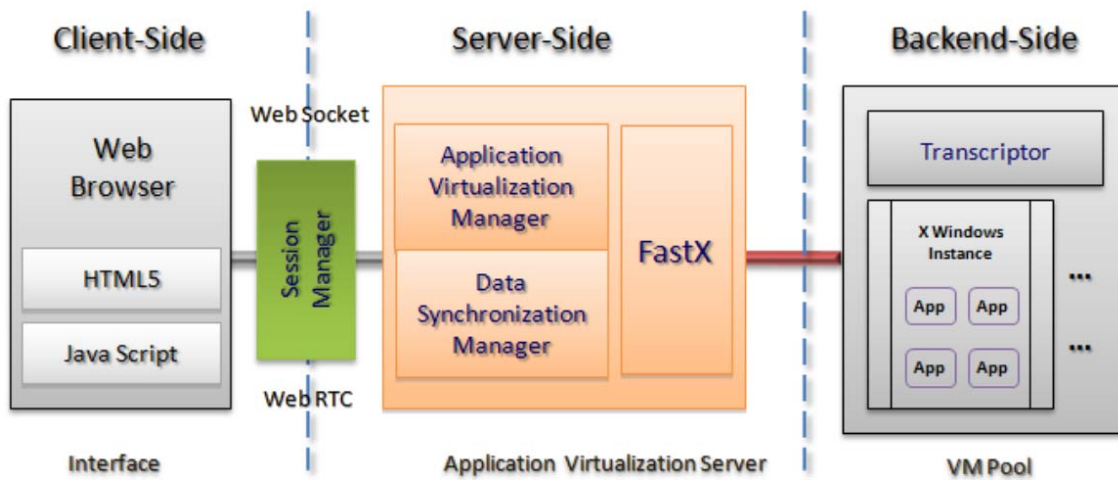 Client-Side
Server-Side
Backend-Side
Web
Browser
HTML5
Java Script
Interface
Web Socket
Session
Manager
Web RTC
Application
Virtualization
Manager
Data
Synchronization
Manager
FastX
Application Virtualization Server
Transcriptor
X Windows
Instance
App App
App App
...
...
VM Pool